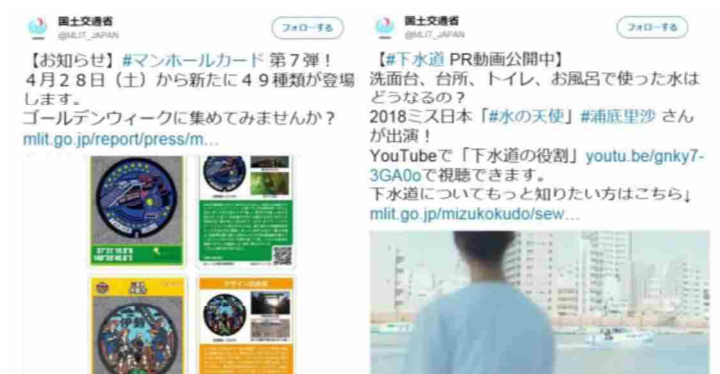 国土交通省
@MLIT_JAPAN
フォローする
【お知らせ】#マンホールカード 第7弾！
４月２８日（土）から新たに４９種類が登場
します。
ゴールデンウィークに集めてみませんか？
mlit.go.jp/report/press/m…
デザインの由来
国土交通省
@MLIT_JAPAN
フォローする
【#下水道 PR動画公開中】
洗面台、台所、トイレ、お風呂で使った水は
どうなるの？
2018ミス日本「#水の天使」#浦底里沙 さん
が出演！
YouTubeで「下水道の役割」youtu.be/gnky7-
3GA0oで視聴できます。
下水道についてもっと知りたい方はこちら↓
mlit.go.jp/mizukokudo/sew…